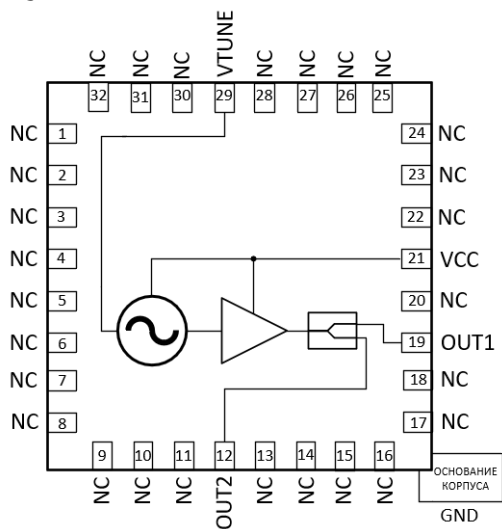 NC NC NC VTUNE NC NC NC NC
32 31 30 29 28 27 26 25
NC 1 24 NC
NC 2 23 NC
NC 3 22 NC
NC 4 21 VCC
NC 5 20 NC
NC 6 19 OUT1
NC 7 18 NC
NC 8 17 NC
9 10 11 12 13 14 15 16
NC NC NC OUT2 NC NC NC NC
ОСНОВАНИЕ
КОРПУСА
GND